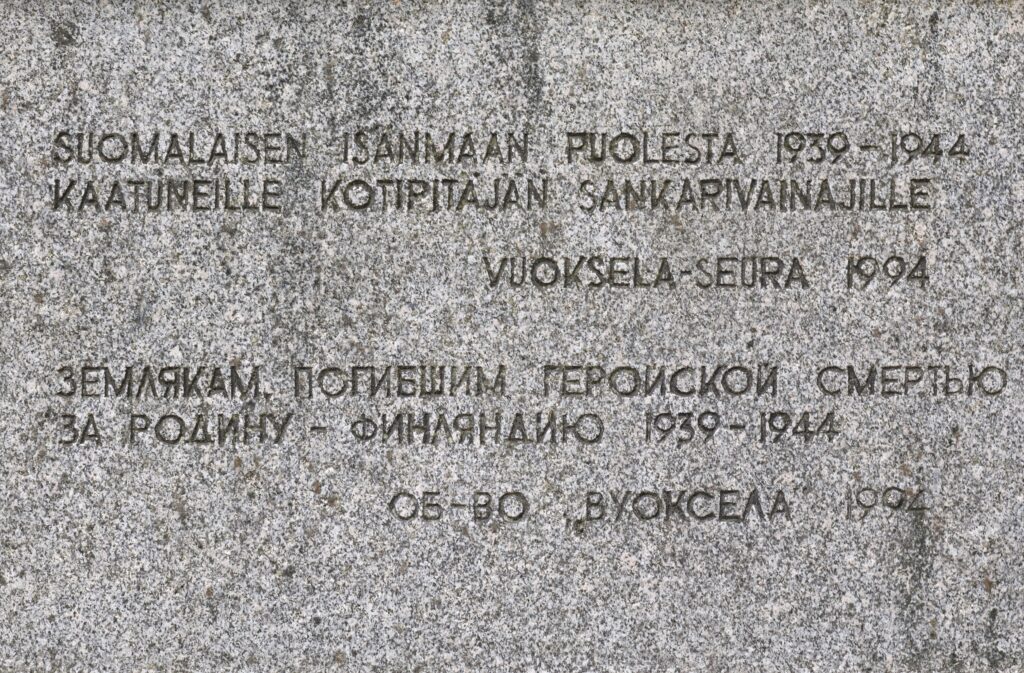 SUOMALAISEN ISÄNMAAN PUOLESTA 1939-1944
KAATUNEILLE KOTIPITÄJÄN SANKARIVAINAJILLE
VUOKSELA-SEURA 1994
ЗЕМЛЯКАМ, ПОГИБШИМ ГЕРОЙСКОЙ СМЕРТЬЮ
ЗА РОДИНУ - ФИНЛЯНДИЮ 1939-1944
ОБ-ВО „ВУОКСЕЛА" 1994